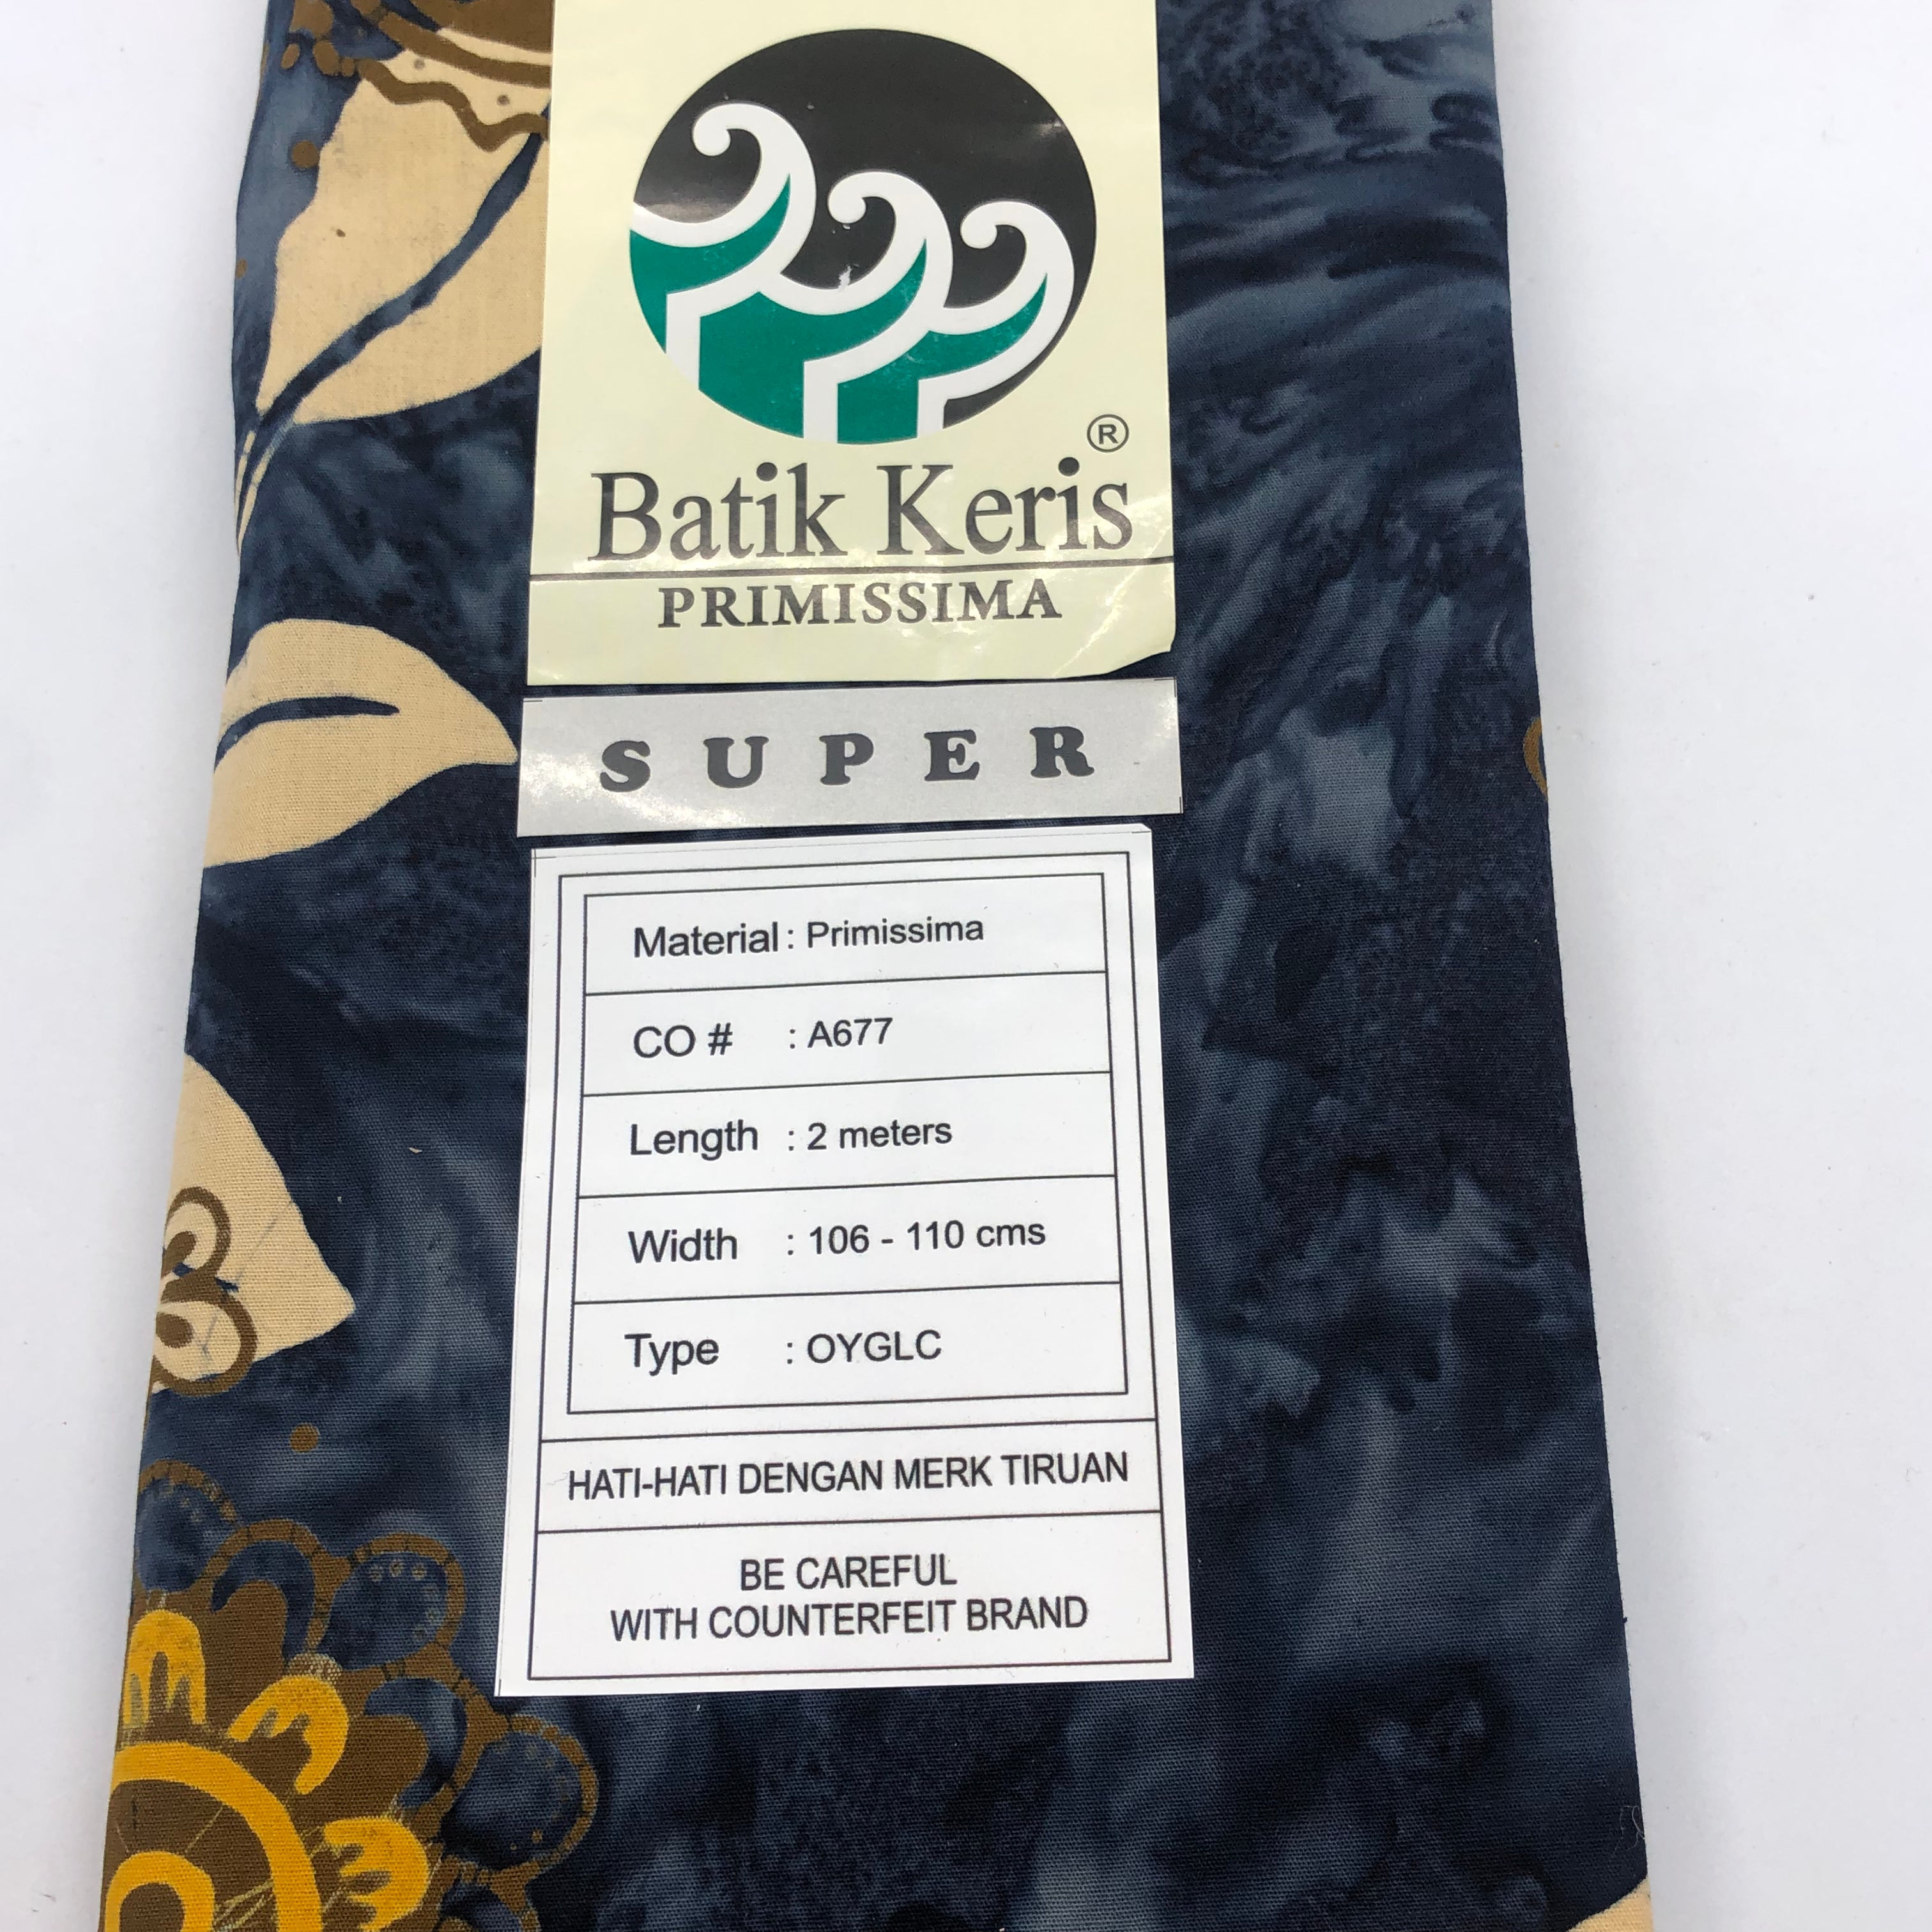 ®
Batik Keris
PRIMISSIMA
SUPER
Material : Primissima
CO # : A677
Length : 2 meters
Width : 106 - 110 cms
Type : OYGLC
HATI-HATI DENGAN MERK TIRUAN
BE CAREFUL
WITH COUNTERFEIT BRAND